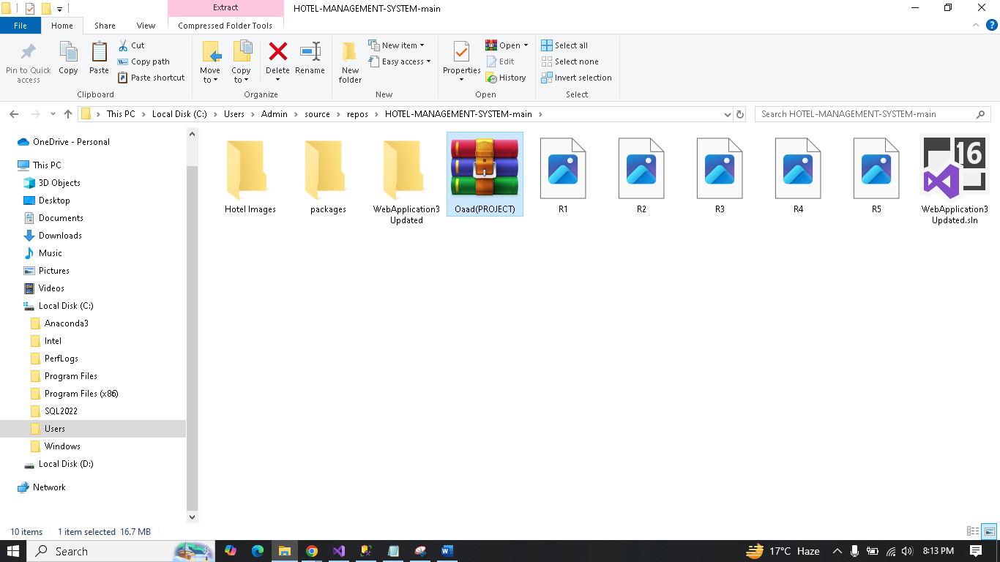 Extract
HOTEL-MANAGEMENT-SYSTEM-main
File
Home
Share
View
Compressed Folder Tools
Pin to Quick
access
Copy
Paste
Cut
Copy path
Paste shortcut
Clipboard
Move
to
Copy
to
Delete
Rename
Organize
New
folder
New item
Easy access
New
Properties
Open
Edit
History
Open
Select all
Select none
Invert selection
Select
This PC
Local Disk (C:)
Users
Admin
source
repos
HOTEL-MANAGEMENT-SYSTEM-main
Search HOTEL-MANAGEMENT-SYSTEM-main
OneDrive - Personal
This PC
3D Objects
Desktop
Documents
Downloads
Music
Pictures
Videos
Local Disk (C:)
Anaconda3
Intel
PerfLogs
Program Files
Program Files (x86)
SQL2022
Users
Windows
Local Disk (D:)
Network
Hotel Images
packages
WebApplication3
Updated
Oaad(PROJECT)
R1
R2
R3
R4
R5
16
WebApplication3
Updated.sln
10 items
1 item selected 16.7 MB
Search
17°C Haze
8:13 PM